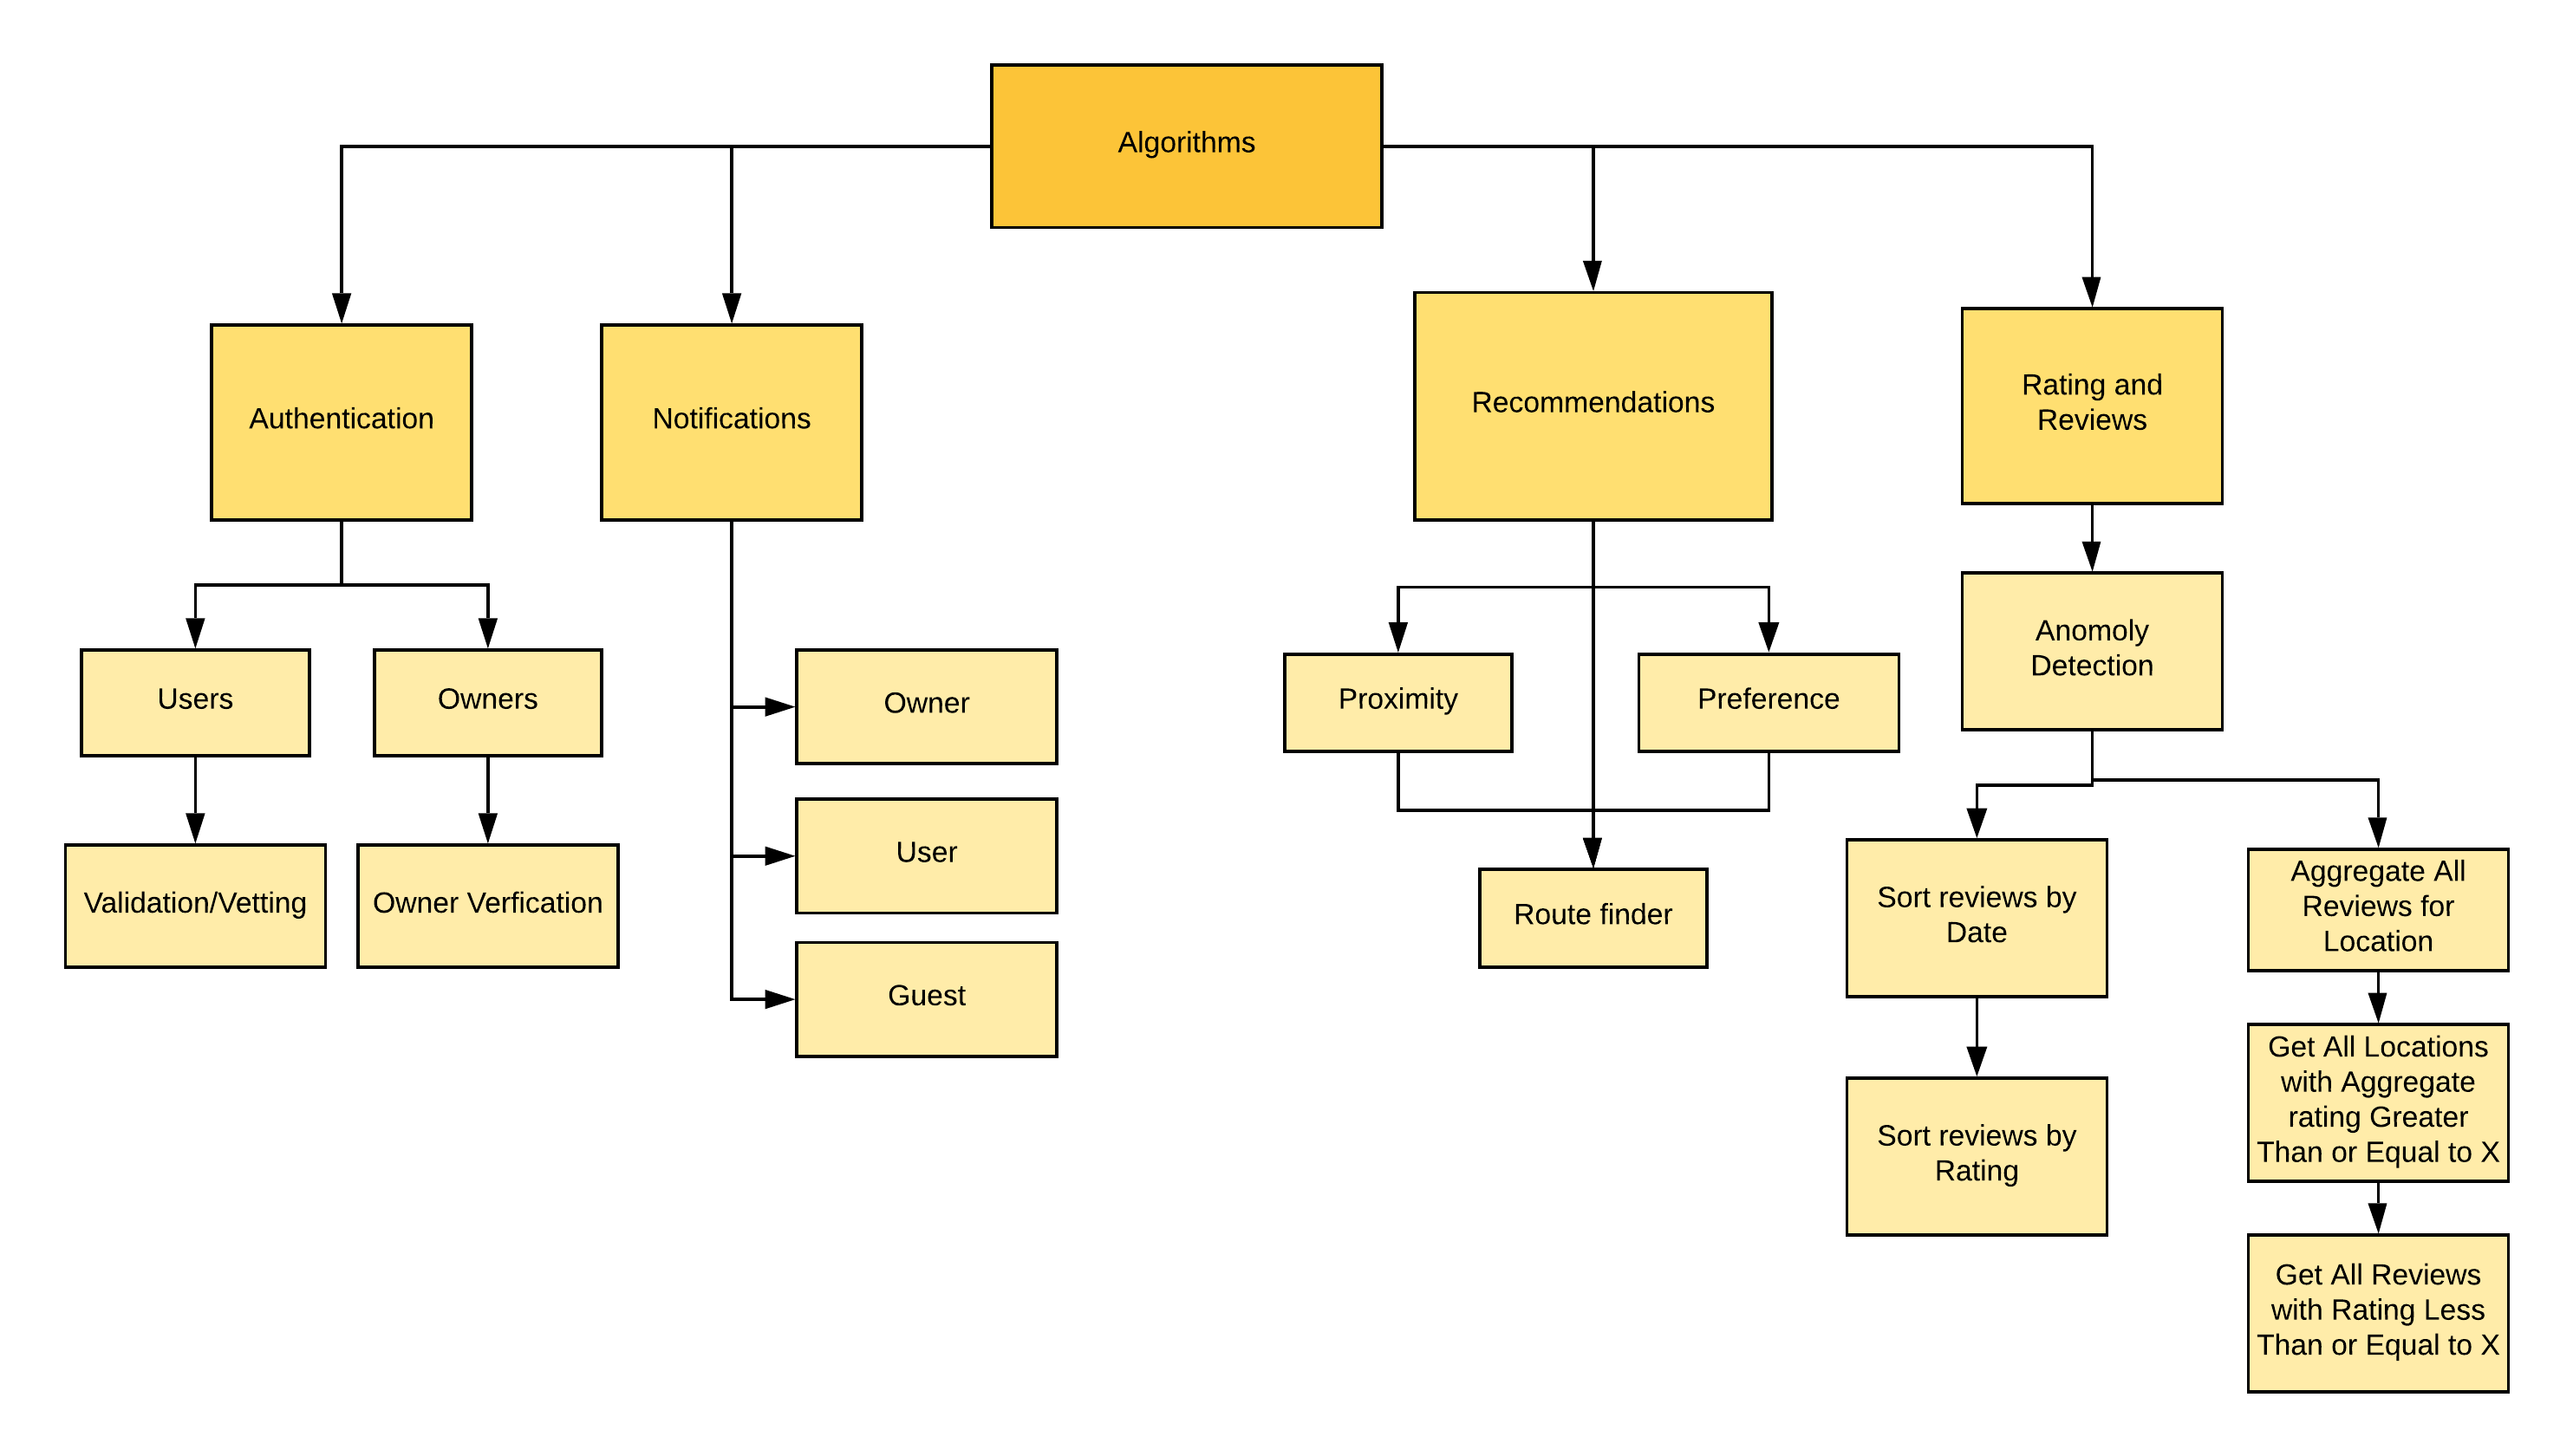 Algorithms
Authentication
Notifications
Recommendations
Rating and
Reviews
Users
Owners
Validation/Vetting
Owner Verfication
Owner
User
Guest
Proximity
Preference
Route finder
Anomoly
Detection
Sort reviews by
Date
Sort reviews by
Rating
Aggregate All
Reviews for
Location
Get All Locations
with Aggregate
rating Greater
Than or Equal to X
Get All Reviews
with Rating Less
Than or Equal to X